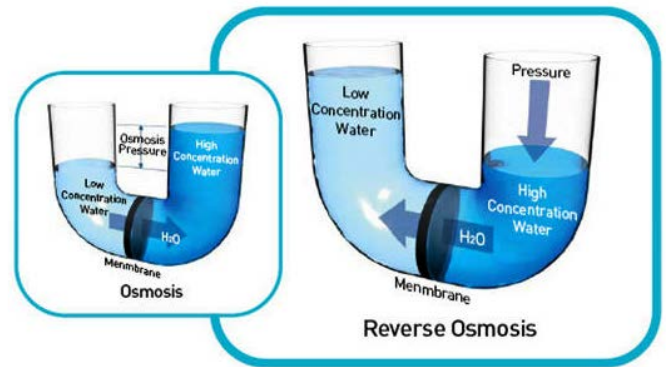 Osmosis
Pressure
High
Concentration
Water
Low
Concentration
Water
H₂O
Menmbrane
Osmosis
Low
Concentration
Water
Pressure
High
Concentration
Water
H₂O
Menmbrane
Reverse Osmosis